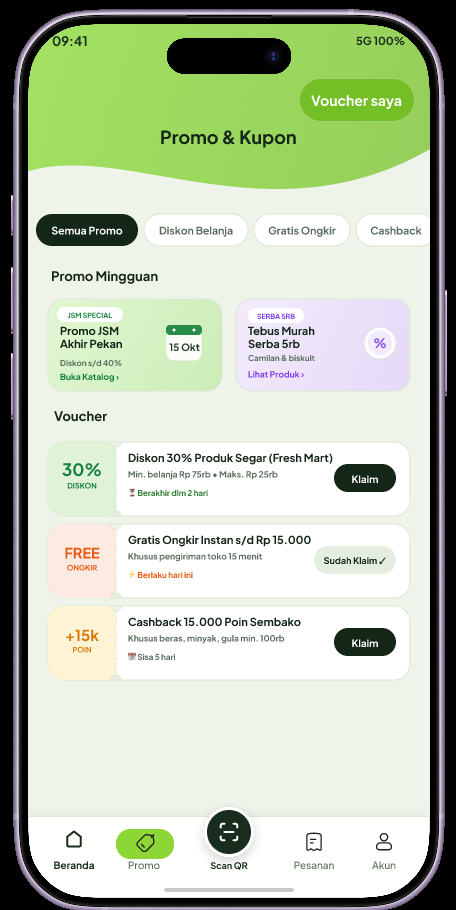 09:41
5G 100%
Voucher saya
Promo & Kupon
Semua Promo
Diskon Belanja
Gratis Ongkir
Cashback
Promo Mingguan
JSM SPECIAL
Promo JSM
Akhir Pekan
Diskon s/d 40%
Buka Katalog ›
15 Okt
SERBA 5RB
Tebus Murah
Serba 5rb
Camilan & biskuit
Lihat Produk ›
%
Voucher
30%
DISKON
Diskon 30% Produk Segar (Fresh Mart)
Min. belanja Rp 75rb • Maks. Rp 25rb
⏳ Berakhir dlm 2 hari
Klaim
FREE
ONGKIR
Gratis Ongkir Instan s/d Rp 15.000
Khusus pengiriman toko 15 menit
⚡ Berlaku hari ini
Sudah Klaim ✓
+15k
POIN
Cashback 15.000 Poin Sembako
Khusus beras, minyak, gula min. 100rb
📅 Sisa 5 hari
Klaim
Beranda
Promo
Scan QR
Pesanan
Akun